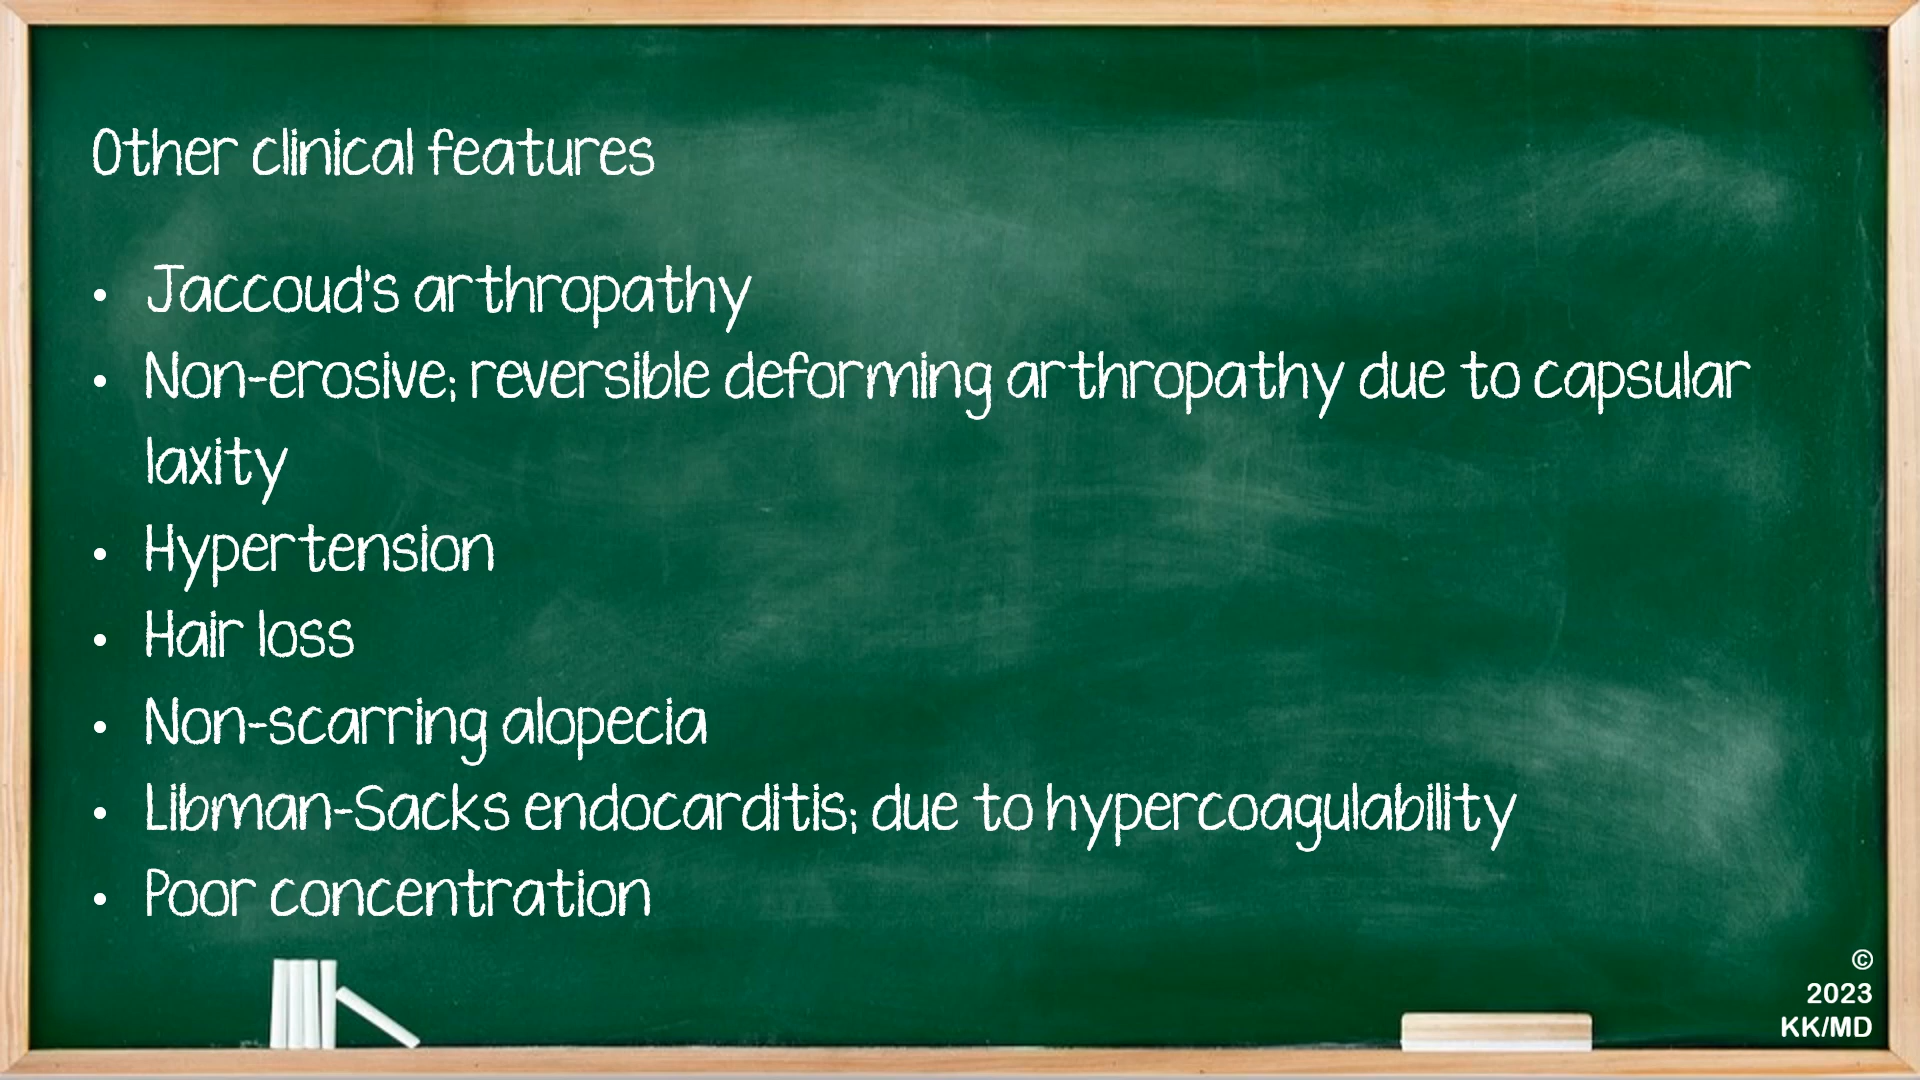 Other clinical features
• Jaccoud's arthropathy
• Non-erosive; reversible deforming arthropathy due to capsular
laxity
• Hypertension
• Hair loss
• Non-scarring alopecia
• Libman-Sacks endocarditis; due to hypercoagulability
• Poor concentration
©
2023
KK/MD